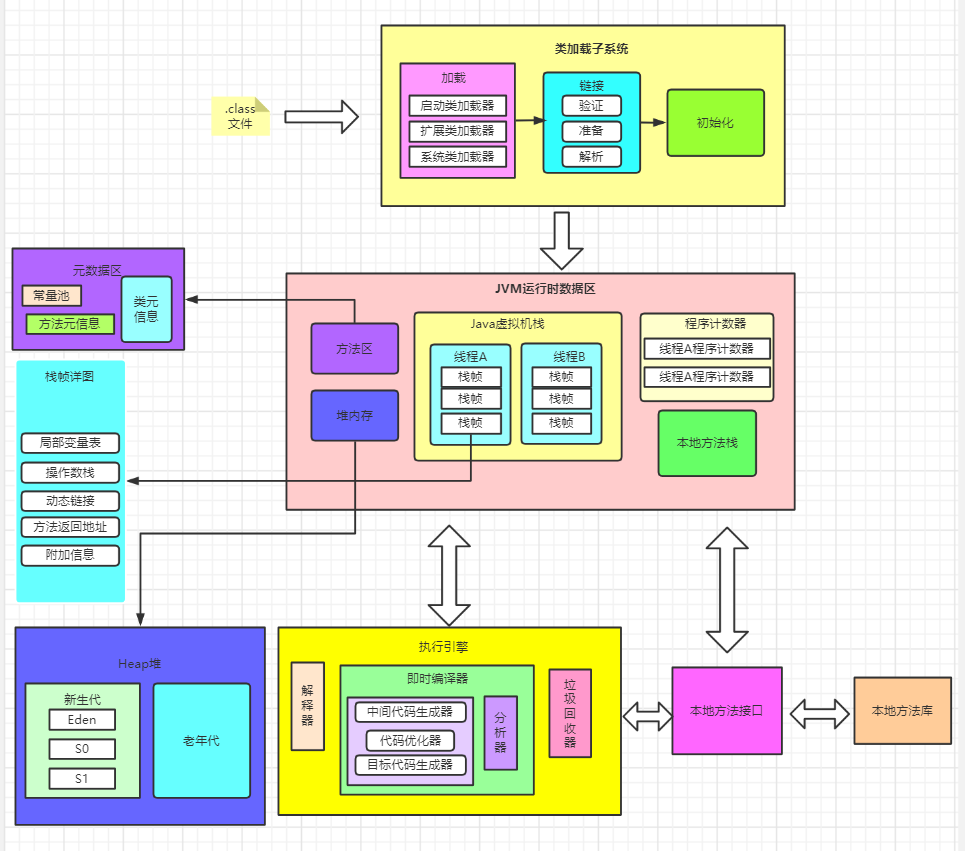 类加载子系统
加载
启动类加载器
扩展类加载器
系统类加载器
链接
验证
准备
解析
初始化
.class
文件
元数据区
常量池
方法元信息
类元
信息
栈帧详图
局部变量表
操作数栈
动态链接
方法返回地址
附加信息
JVM运行时数据区
方法区
堆内存
Java虚拟机栈
线程A
栈帧
栈帧
栈帧
线程B
栈帧
栈帧
栈帧
程序计数器
线程A程序计数器
线程A程序计数器
本地方法栈
Heap堆
新生代
Eden
S0
S1
老年代
执行引擎
解
释
器
即时编译器
中间代码生成器
代码优化器
目标代码生成器
分
析
器
垃
圾
回
收
器
本地方法接口
本地方法库